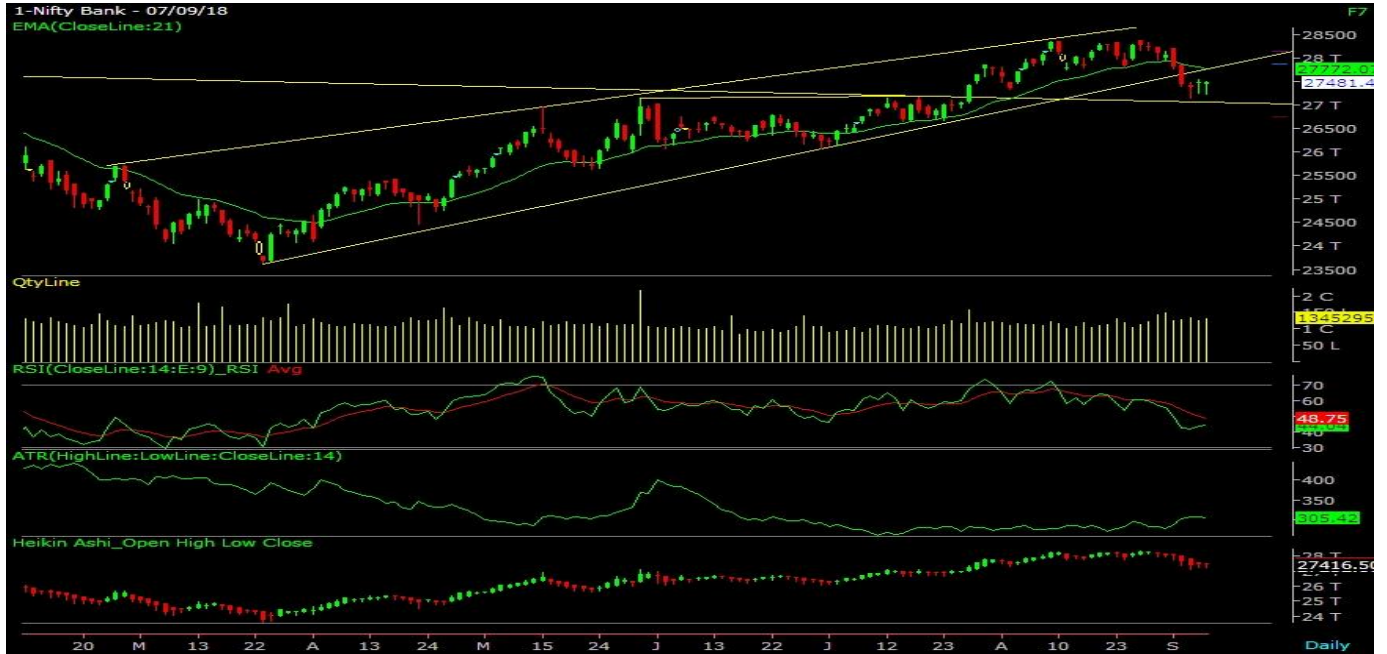 1-Nifty Bank - 07/09/18
F7
EMA(CloseLine:21)
28500
28 T
27772.07
27481.4
27 T
26500
26 T
25500
25 T
24500
24 T
23500
QtyLine
2 C
1345295
1 C
50 L
RSI(CloseLine:14:E:9)_RSI Avg
70
60
48.75
40
30
ATR(HighLine:LowLine:CloseLine:14)
400
350
305.42
Heikin Ashi_Open High Low Close
28 T
27416.50
26 T
25 T
24 T
20 M 13 22 A 13 24 M 15 24 J 13 22 J 12 23 A 10 23 S
Daily